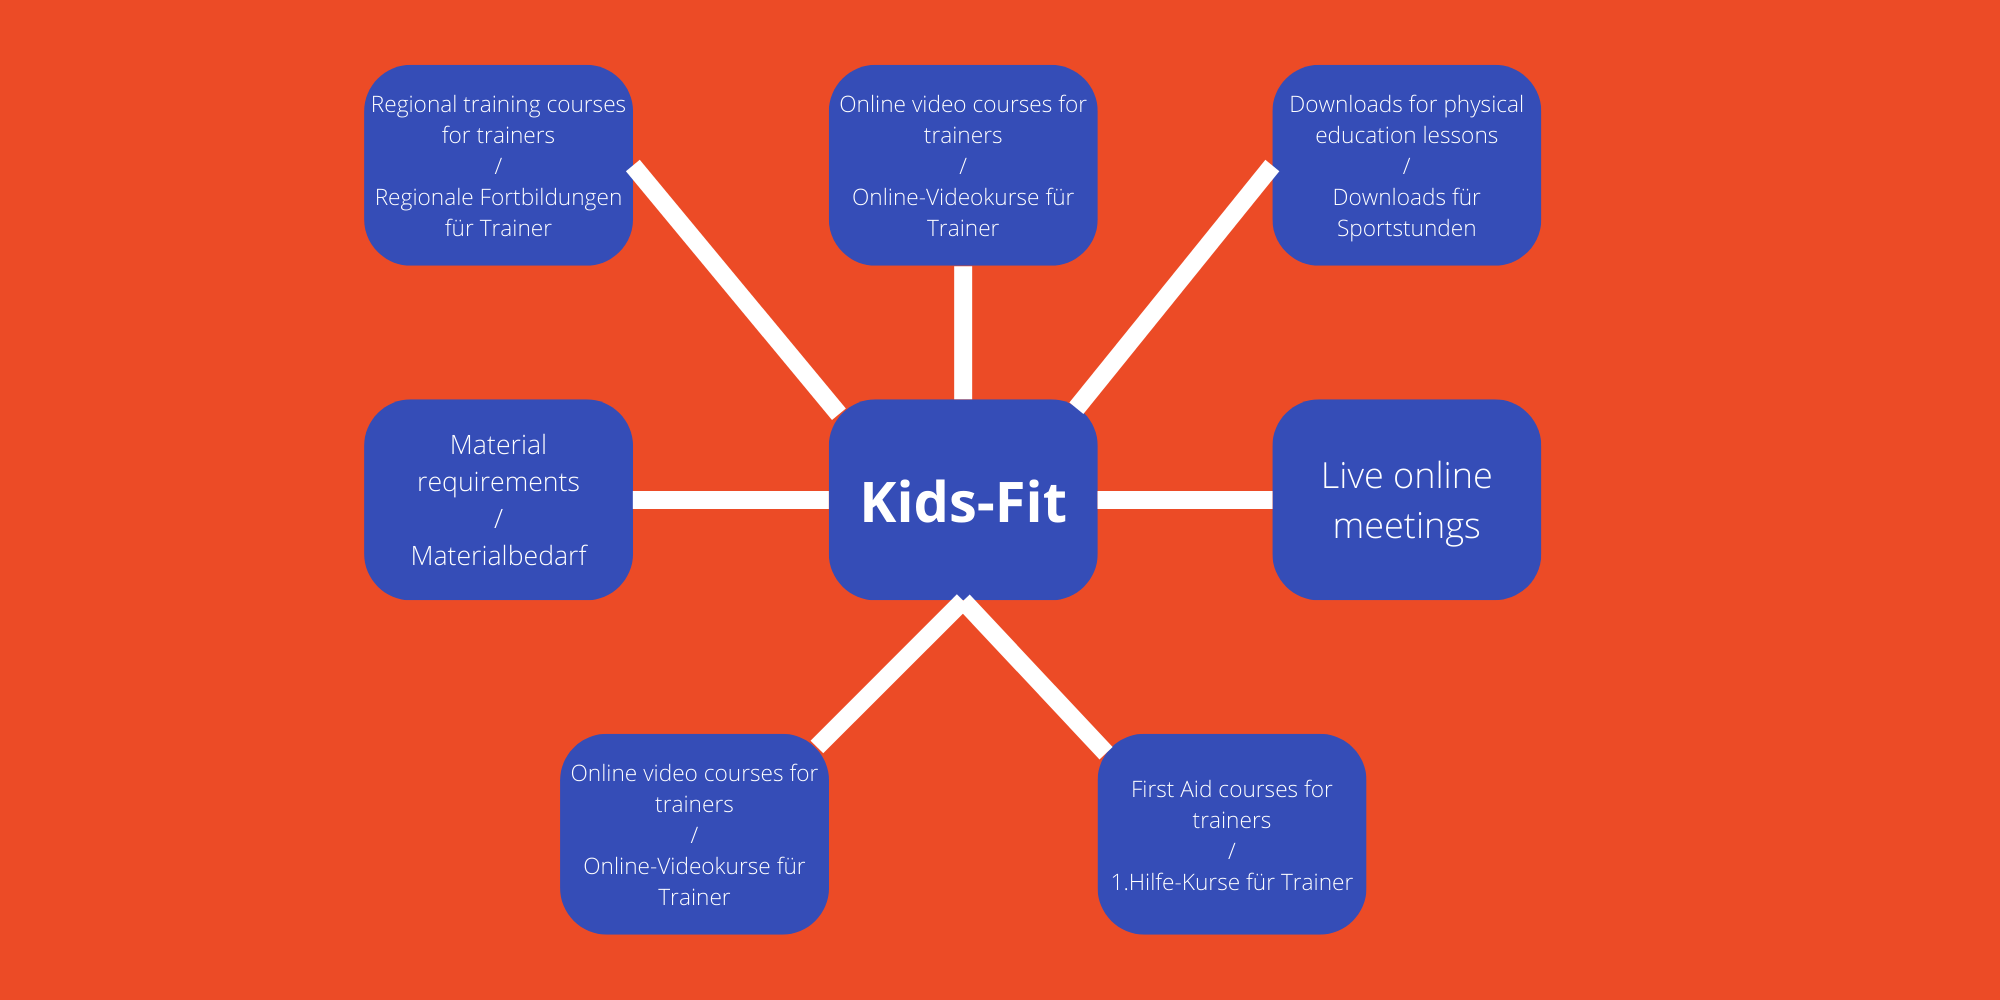 Regional training courses
for trainers
/
Regionale Fortbildungen
für Trainer
Online video courses for
trainers
/
Online-Videokurse für
Trainer
Downloads for physical
education lessons
/
Downloads für
Sportstunden
Material
requirements
/
Materialbedarf
Kids-Fit
Live online
meetings
Online video courses for
trainers
/
Online-Videokurse für
Trainer
First Aid courses for
trainers
/
1.Hilfe-Kurse für Trainer